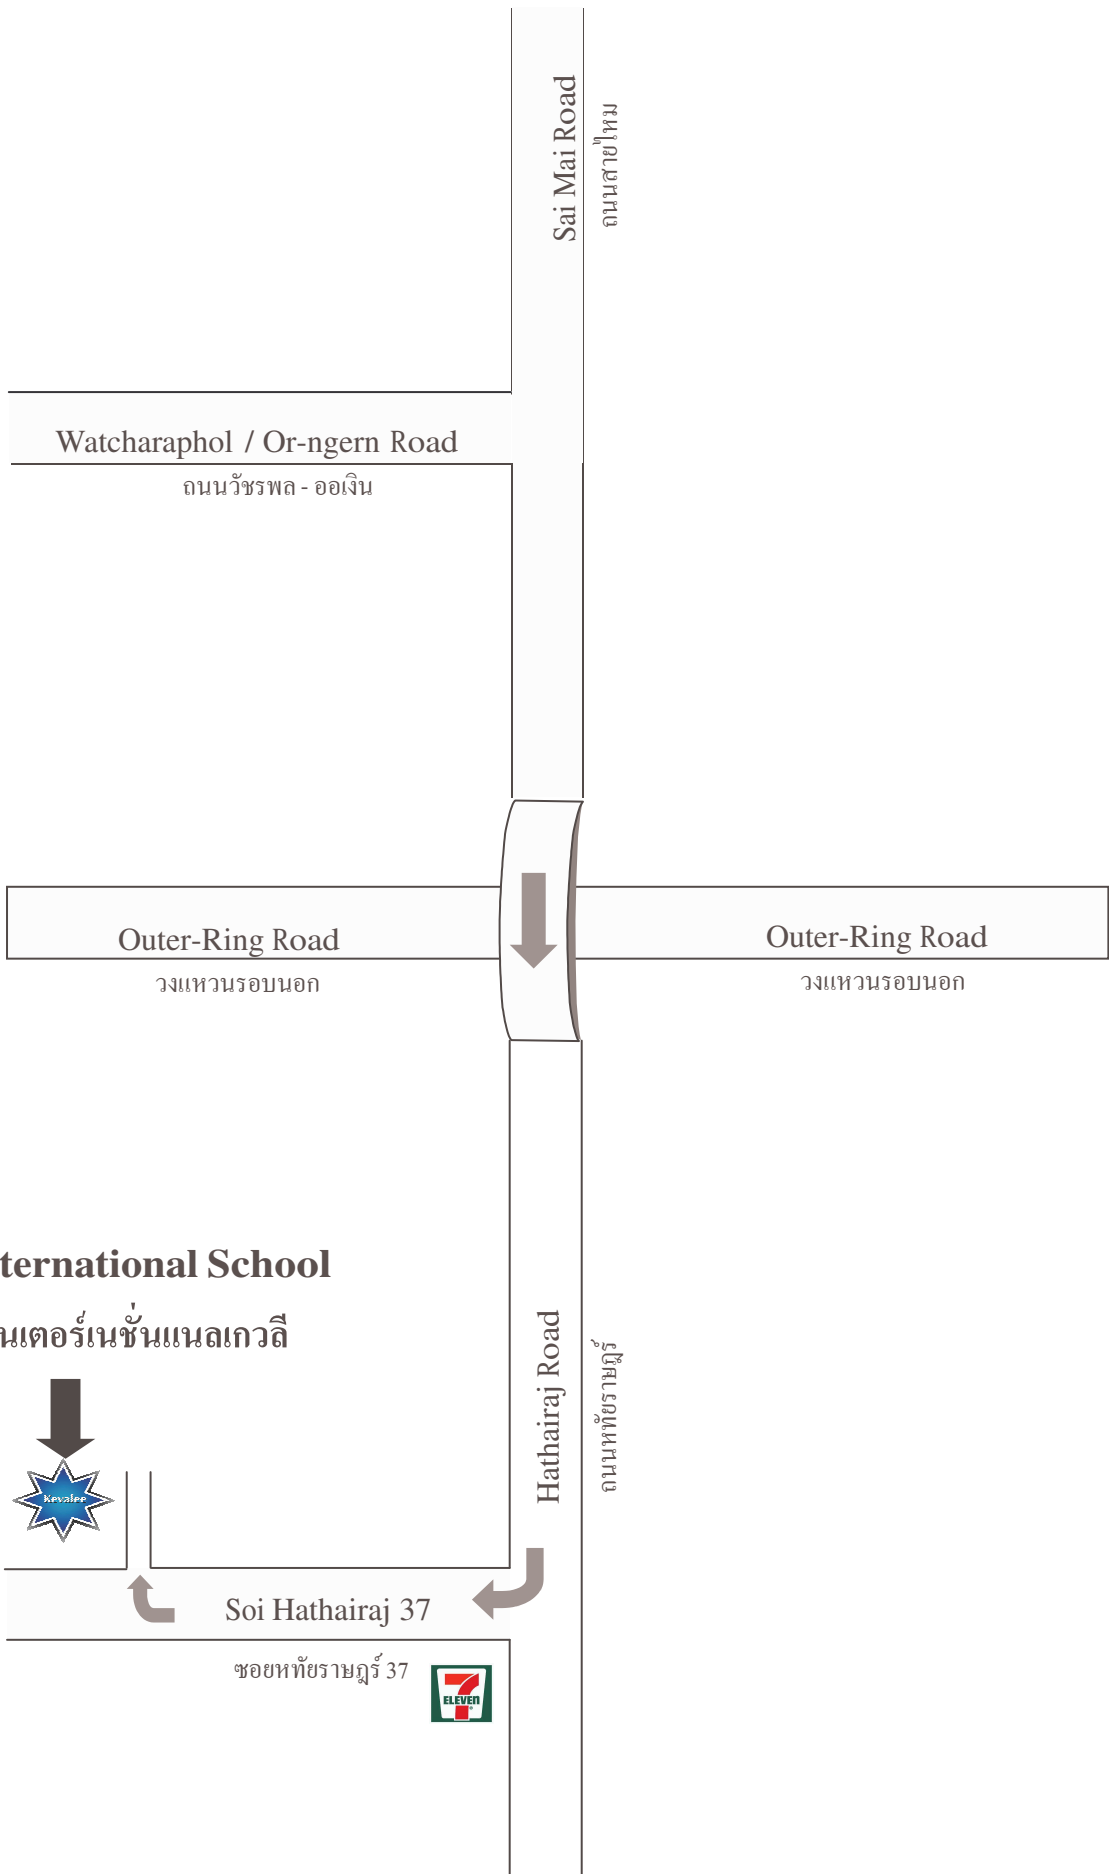 Sai Mai Road
ถนนสายไหม
Watcharaphol / Or-ngern Road
ถนนวัชรพล - ออเงิน
Outer-Ring Road
วงแหวนรอบนอก
Outer-Ring Road
วงแหวนรอบนอก
ternational School
นเตอร์เนชั่นแนลเกวลี
Hathairaj Road
ถนนหทัยราษฎร์
Kevalee
Soi Hathairaj 37
ซอยหทัยราษฎร์ 37
7
ELEVEN